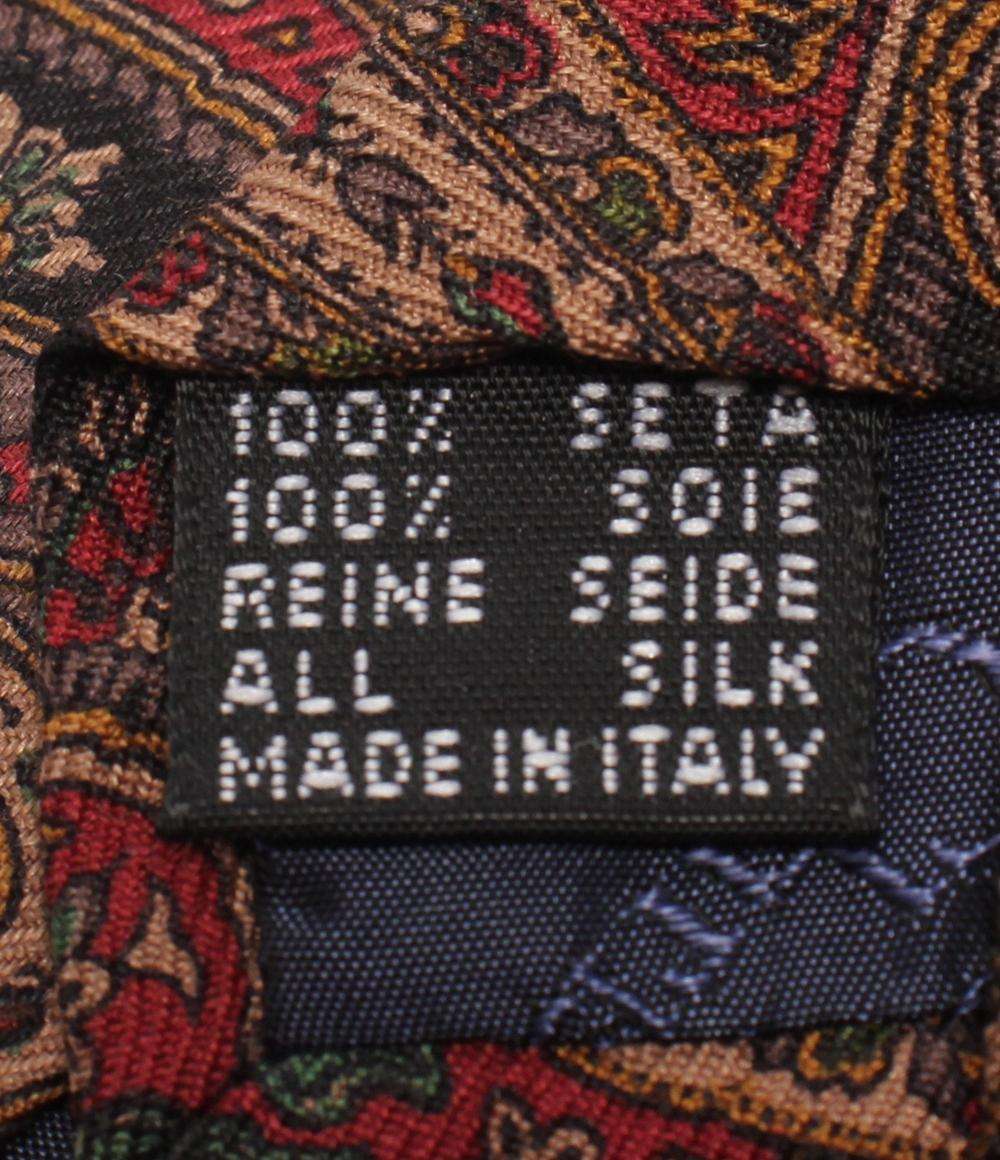 100% SETA
100% SOIE
REINE SEIDE
ALL SILK
MADE IN ITALY